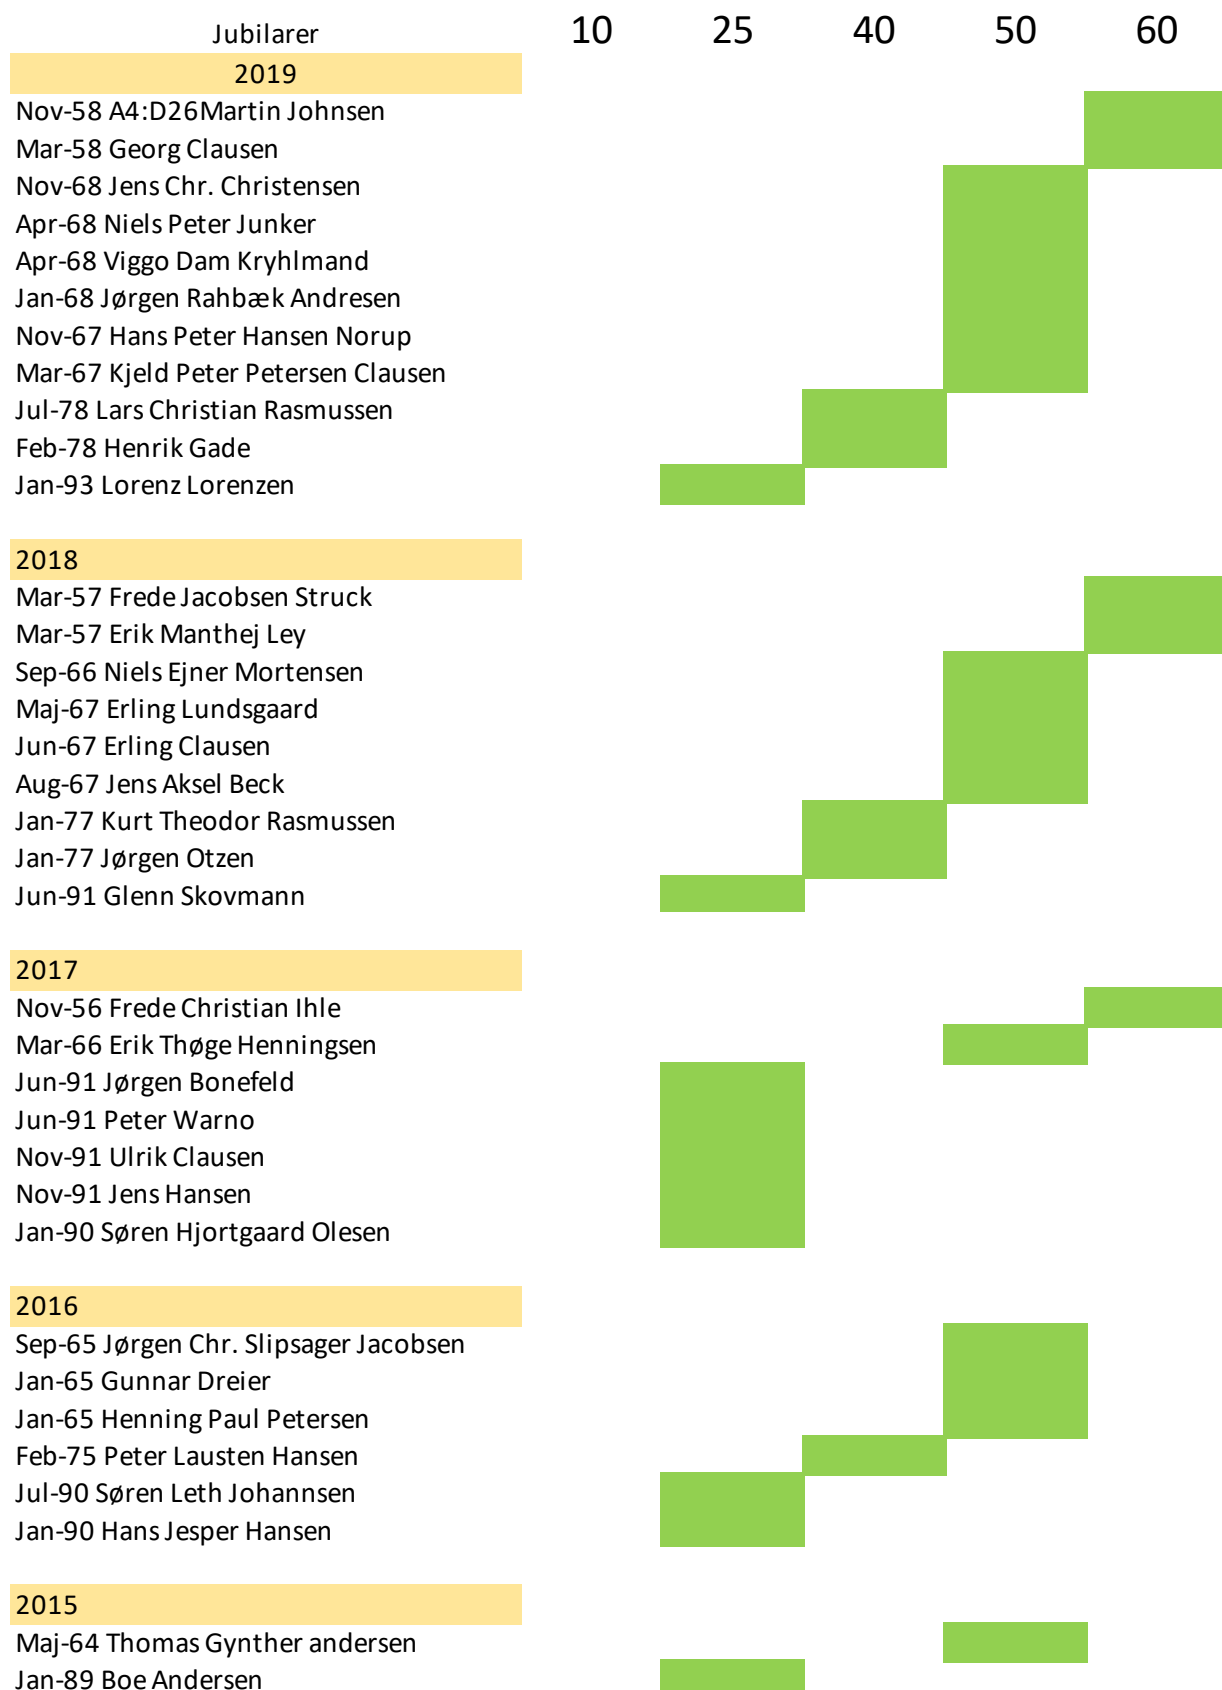 Jubilarer 10 25 40 50 60
2019
Nov-58 A4:D26Martin Johnsen
Mar-58 Georg Clausen
Nov-68 Jens Chr. Christensen
Apr-68 Niels Peter Junker
Apr-68 Viggo Dam Kryhlmand
Jan-68 Jørgen Rahbæk Andresen
Nov-67 Hans Peter Hansen Norup
Mar-67 Kjeld Peter Petersen Clausen
Jul-78 Lars Christian Rasmussen
Feb-78 Henrik Gade
Jan-93 Lorenz Lorenzen
2018
Mar-57 Frede Jacobsen Struck
Mar-57 Erik Manthej Ley
Sep-66 Niels Ejner Mortensen
Maj-67 Erling Lundsgaard
Jun-67 Erling Clausen
Aug-67 Jens Aksel Beck
Jan-77 Kurt Theodor Rasmussen
Jan-77 Jørgen Otzen
Jun-91 Glenn Skovmann
2017
Nov-56 Frede Christian Ihle
Mar-66 Erik Thøge Henningsen
Jun-91 Jørgen Bonefeld
Jun-91 Peter Warno
Nov-91 Ulrik Clausen
Nov-91 Jens Hansen
Jan-90 Søren Hjortgaard Olesen
2016
Sep-65 Jørgen Chr. Slipsager Jacobsen
Jan-65 Gunnar Dreier
Jan-65 Henning Paul Petersen
Feb-75 Peter Lausten Hansen
Jul-90 Søren Leth Johannsen
Jan-90 Hans Jesper Hansen
2015
Maj-64 Thomas Gynther andersen
Jan-89 Boe Andersen